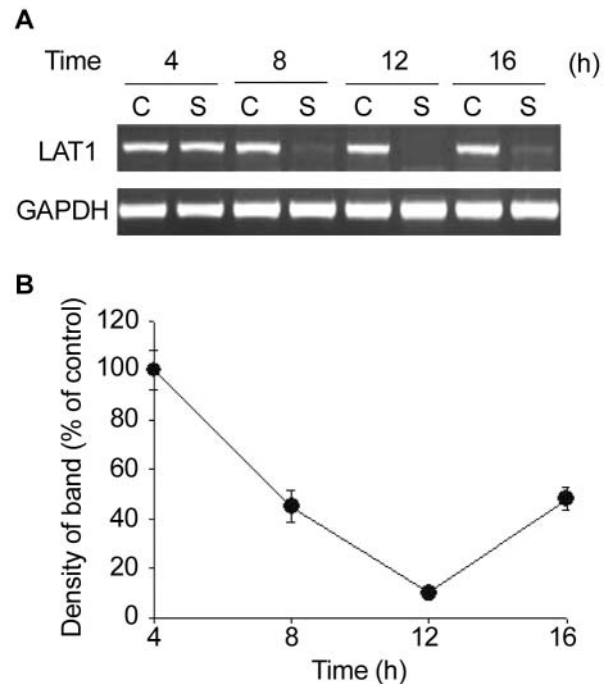 A
Time 4 8 12 16 (h)
C S C S C S C S
LAT1
GAPDH
B
Density of band (% of control)
120
100
80
60
40
20
0
4 8 12 16
Time (h)